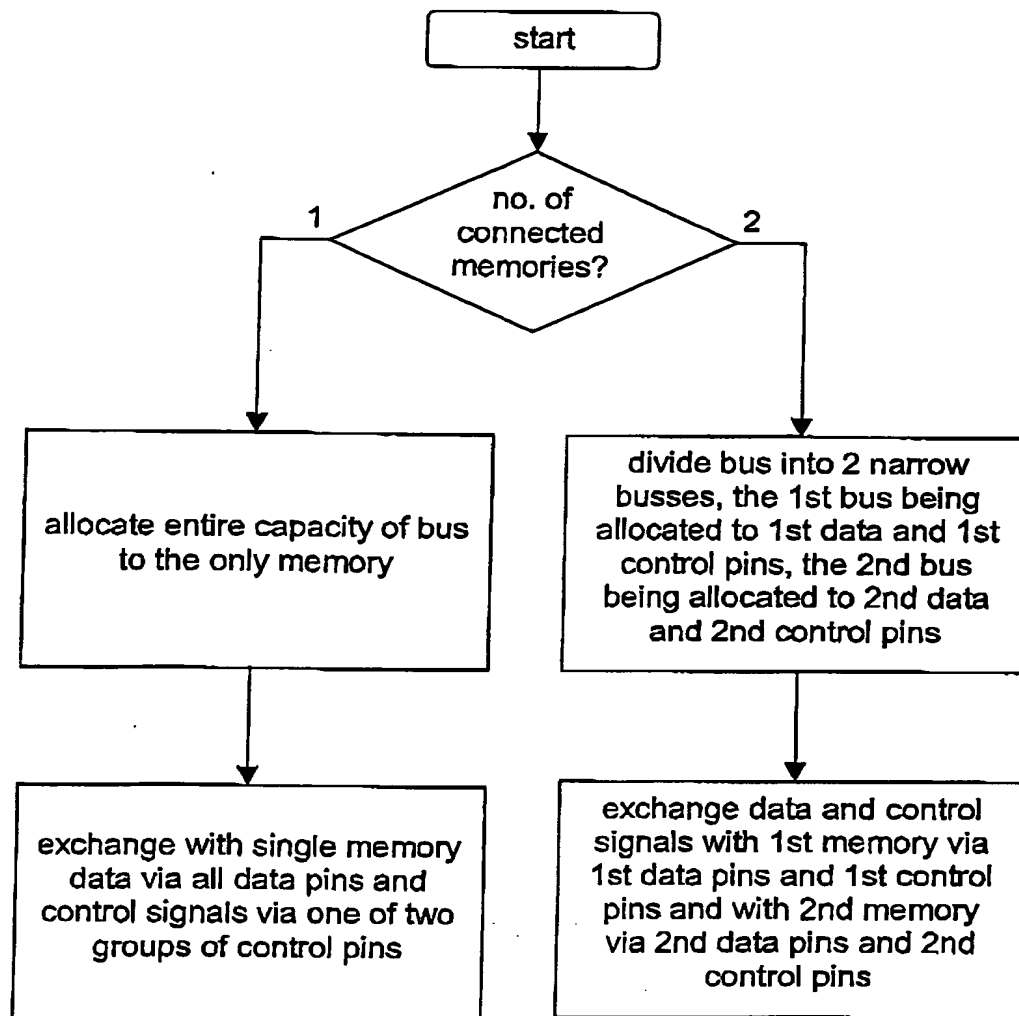 start
no. of
connected
memories?
1
2
allocate entire capacity of bus
to the only memory
divide bus into 2 narrow
busses, the 1st bus being
allocated to 1st data and 1st
control pins, the 2nd bus
being allocated to 2nd data
and 2nd control pins
exchange with single memory
data via all data pins and
control signals via one of two
groups of control pins
exchange data and control
signals with 1st memory via
1st data pins and 1st control
pins and with 2nd memory
via 2nd data pins and 2nd
control pins